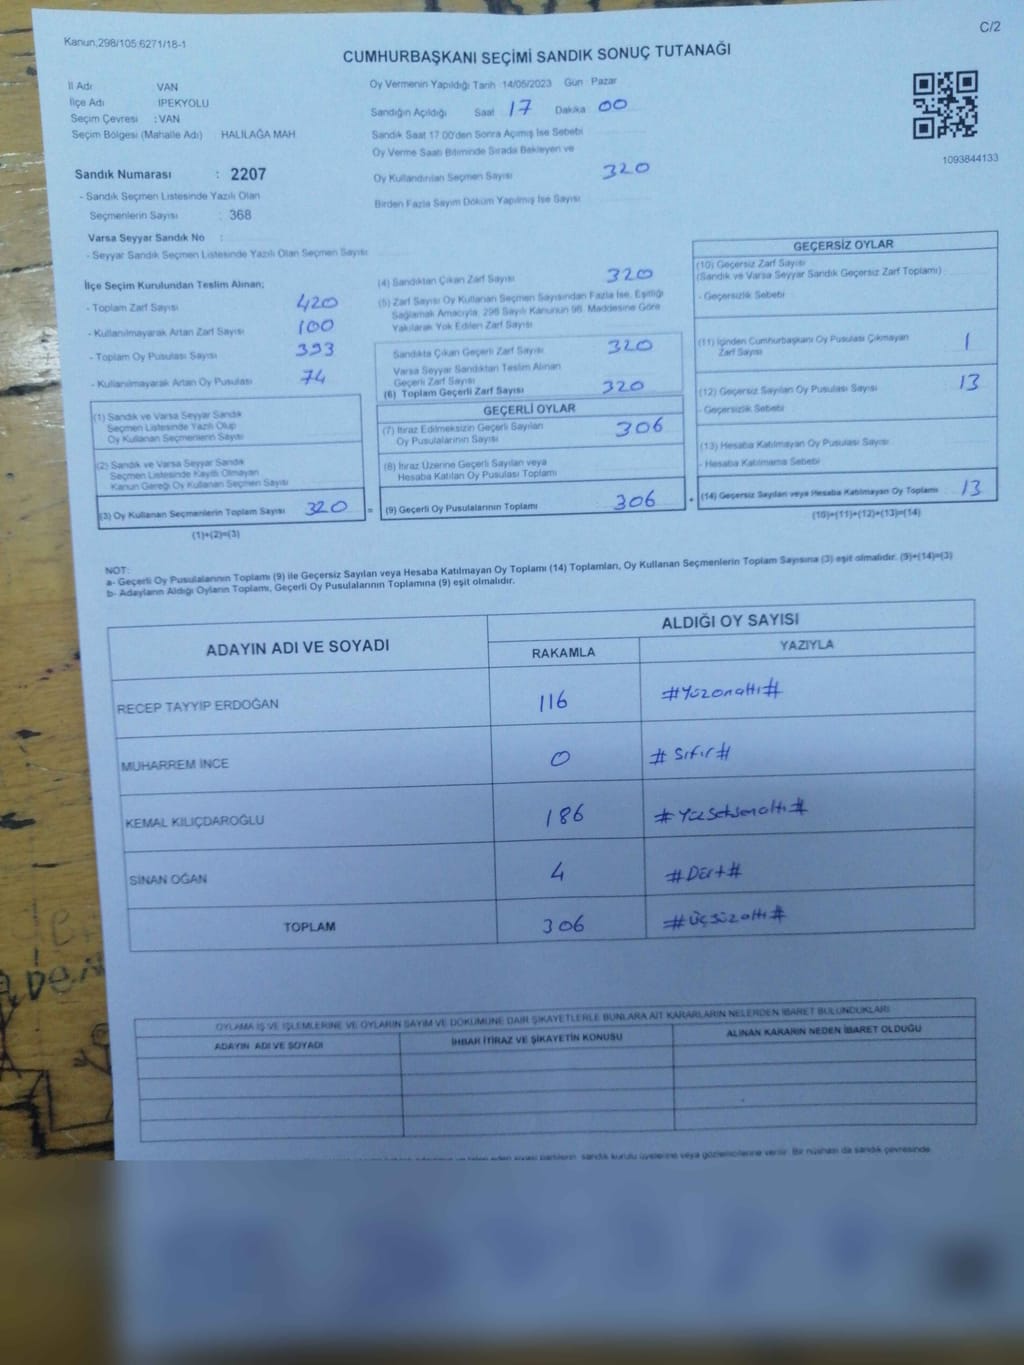 Kanun;298/105;6271/18-1
C/2
CUMHURBAŞKANI SEÇİMİ SANDIK SONUÇ TUTANAĞI
İl Adı VAN
İlçe Adı İPEKYOLU
Seçim Çevresi : VAN
Seçim Bölgesi (Mahalle Adı) : HALİLAĞA MAH
Sandık Numarası : 2207
- Sandık Seçmen Listesinde Yazılı Olan
Seçmenlerin Sayısı : 368
Varsa Seyyar Sandık No :
- Seyyar Sandık Seçmen Listesinde Yazılı Olan Seçmen Sayısı
Oy Vermenin Yapıldığı Tarih : 14/05/2023 Gün : Pazar
Sandığın Açıldığı Saat 17 Dakika 00
Sandık Saat 17.00'den Sonra Açımış İse Sebebi
Oy Verme Saati Bitiminde Sırada Bekleyen ve
Oy Kullandırılan Seçmen Sayısı 320
Birden Fazla Sayım Döküm Yapılmış İse Sayısı
1093844133
İlçe Seçim Kurulundan Teslim Alınan;
- Toplam Zarf Sayısı 420
- Kullanılmayarak Artan Zarf Sayısı 100
- Toplam Oy Pusulası Sayısı 393
- Kullanılmayarak Artan Oy Pusulası 74
(4) Sandıktan Çıkan Zarf Sayısı 320
(5) Zarf Sayısı Oy Kullanan Seçmen Sayısından Fazla İse, Eşitliği
Sağlamak Amacıyla, 298 Sayılı Kanunun 98. Maddesine Göre
Yakılarak Yok Edilen Zarf Sayısı
Sandıkta Çıkan Geçerli Zarf Sayısı 320
Varsa Seyyar Sandıktan Teslim Alınan
Geçerli Zarf Sayısı
(6) Toplam Geçerli Zarf Sayısı 320
GEÇERSİZ OYLAR
(10) Geçersiz Zarf Sayısı
(Sandık ve Varsa Seyyar Sandık Geçersiz Zarf Toplamı)
- Geçersizlik Sebebi
(11) İçinden Cumhurbaşkanı Oy Pusulası Çıkmayan
Zarf Sayısı 1
(12) Geçersiz Sayılan Oy Pusulası Sayısı 13
- Geçersizlik Sebebi
(13) Hesaba Katılmayan Oy Pusulası Sayısı
- Hesaba Katılmama Sebebi
(14) Geçersiz Sayılan veya Hesaba Katılmayan Oy Toplamı 13
(10)+(11)+(12)+(13)=(14)
(1) Sandık ve Varsa Seyyar Sandık
Seçmen Listesinde Yazılı Olup
Oy Kullanan Seçmenlerin Sayısı
(2) Sandık ve Varsa Seyyar Sandık
Seçmen Listesinde Kayıtlı Olmayan
Kanun Gereği Oy Kullanan Seçmen Sayısı
(3) Oy Kullanan Seçmenlerin Toplam Sayısı 320 =
(1)+(2)=(3)
GEÇERLİ OYLAR
(7) İtiraz Edilmeksizin Geçerli Sayılan
Oy Pusulalarının Sayısı 306
(8) İtiraz Üzerine Geçerli Sayılan veya
Hesaba Katılan Oy Pusulası Toplamı
(9) Geçerli Oy Pusulalarının Toplamı 306 +
NOT:
a- Geçerli Oy Pusulalarının Toplamı (9) ile Geçersiz Sayılan veya Hesaba Katılmayan Oy Toplamı (14) Toplamları, Oy Kullanan Seçmenlerin Toplam Sayısına (3) eşit olmalıdır. (9)+(14)=(3)
b- Adayların Aldığı Oyların Toplamı, Geçerli Oy Pusulalarının Toplamına (9) eşit olmalıdır.
ADAYIN ADI VE SOYADI
ALDIĞI OY SAYISI
RAKAMLA YAZIYLA
RECEP TAYYİP ERDOĞAN 116 #Yüzonaltı#
MUHARREM İNCE 0 #Sıfır#
KEMAL KILIÇDAROĞLU 186 #Yüzseksenaltı#
SİNAN OĞAN 4 #Dört#
TOPLAM 306 #Üçyüzaltı#
OYLAMA İŞ VE İŞLEMLERİNE VE OYLARIN SAYIM VE DÖKÜMÜNE DAİR ŞİKAYETLERLE BUNLARA AİT KARARLARIN NELERDEN İBARET BULUNDUKLARI
ADAYIN ADI VE SOYADI İHBAR İTİRAZ VE ŞİKAYETİN KONUSU ALINAN KARARIN NEDEN İBARET OLDUĞU
sandık kurulu üyelerine veya gözlemcilerine verilir. Bir nüshası da sandık çevresinde